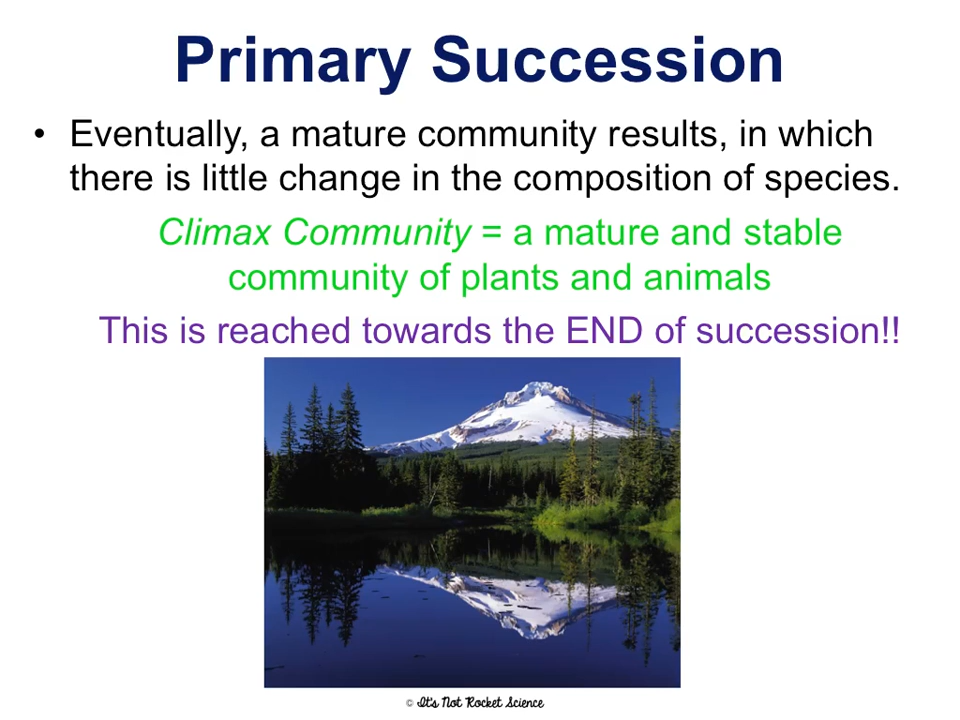 Primary Succession
• Eventually, a mature community results, in which
there is little change in the composition of species.
Climax Community = a mature and stable
community of plants and animals
This is reached towards the END of succession!!
© It's Not Rocket Science